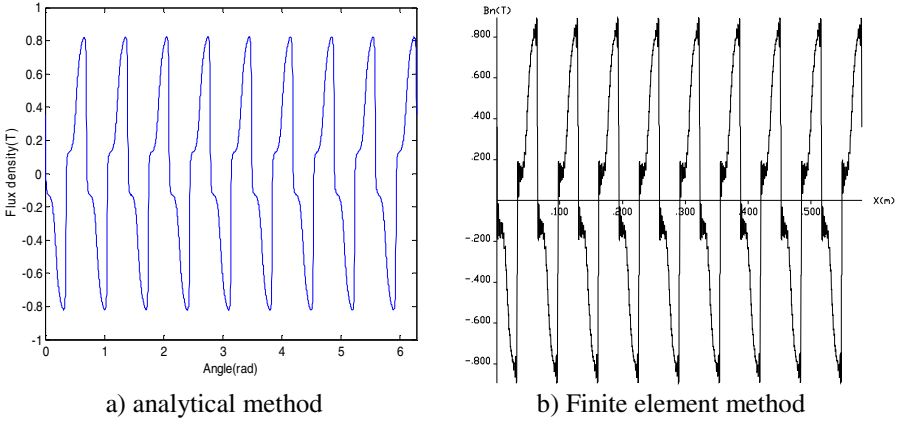 1
0.8
0.6
0.4
0.2
0
-0.2
-0.4
-0.6
-0.8
-1
Flux density(T)
0 1 2 3 4 5 6
Angle(rad)
a) analytical method
Bn(T)
.800
.600
.200
-.200
-.400
-.600
-.800
.100 .200 .300 .400 .500
X(m)
b) Finite element method